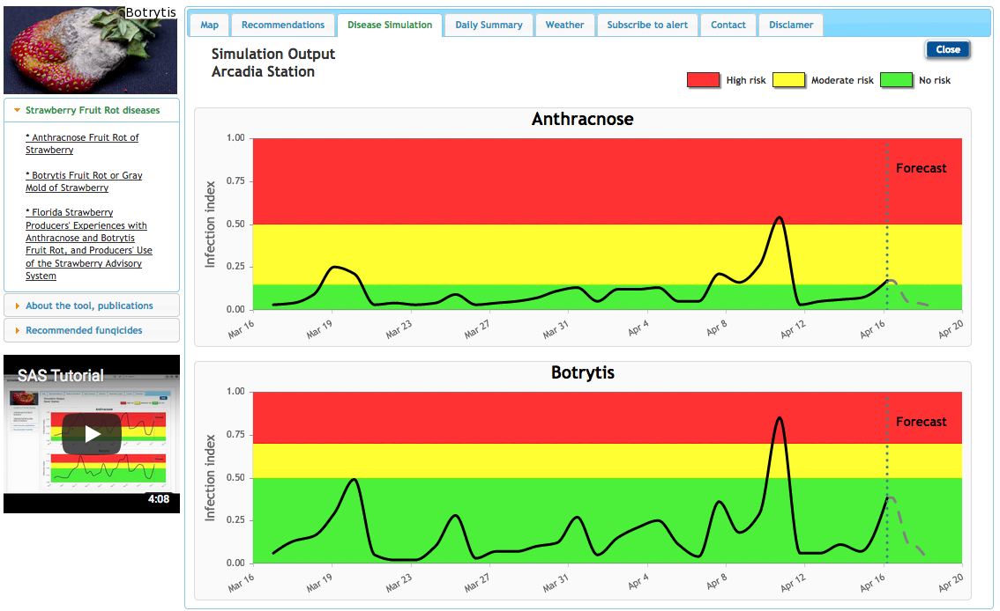 Botrytis
Map
Recommendations
Disease Simulation
Daily Summary
Weather
Subscribe to alert
Contact
Disclamer
Simulation Output
Arcadia Station
Close
High risk
Moderate risk
No risk
Strawberry Fruit Rot diseases
* Anthracnose Fruit Rot of
Strawberry
* Botrytis Fruit Rot or Gray
Mold of Strawberry
* Florida Strawberry
Producers' Experiences with
Anthracnose and Botrytis
Fruit Rot, and Producers' Use
of the Strawberry Advisory
System
About the tool, publications
Recommended funqicides
SAS Tutorial
4:08
Anthracnose
1.00
0.75
0.50
0.25
0.00
Infection index
Forecast
Mar 16
Mar 19
Mar 23
Mar 27
Mar 31
Apr 4
Apr 8
Apr 12
Apr 16
Apr 20
Botrytis
1.00
0.75
0.50
0.25
0.00
Infection index
Forecast
Mar 16
Mar 19
Mar 23
Mar 27
Mar 31
Apr 4
Apr 8
Apr 12
Apr 16
Apr 20